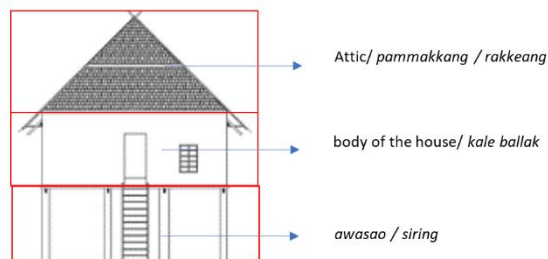 Attic/ pammakkang / rakkeang
body of the house/ kale ballak
awasao / siring